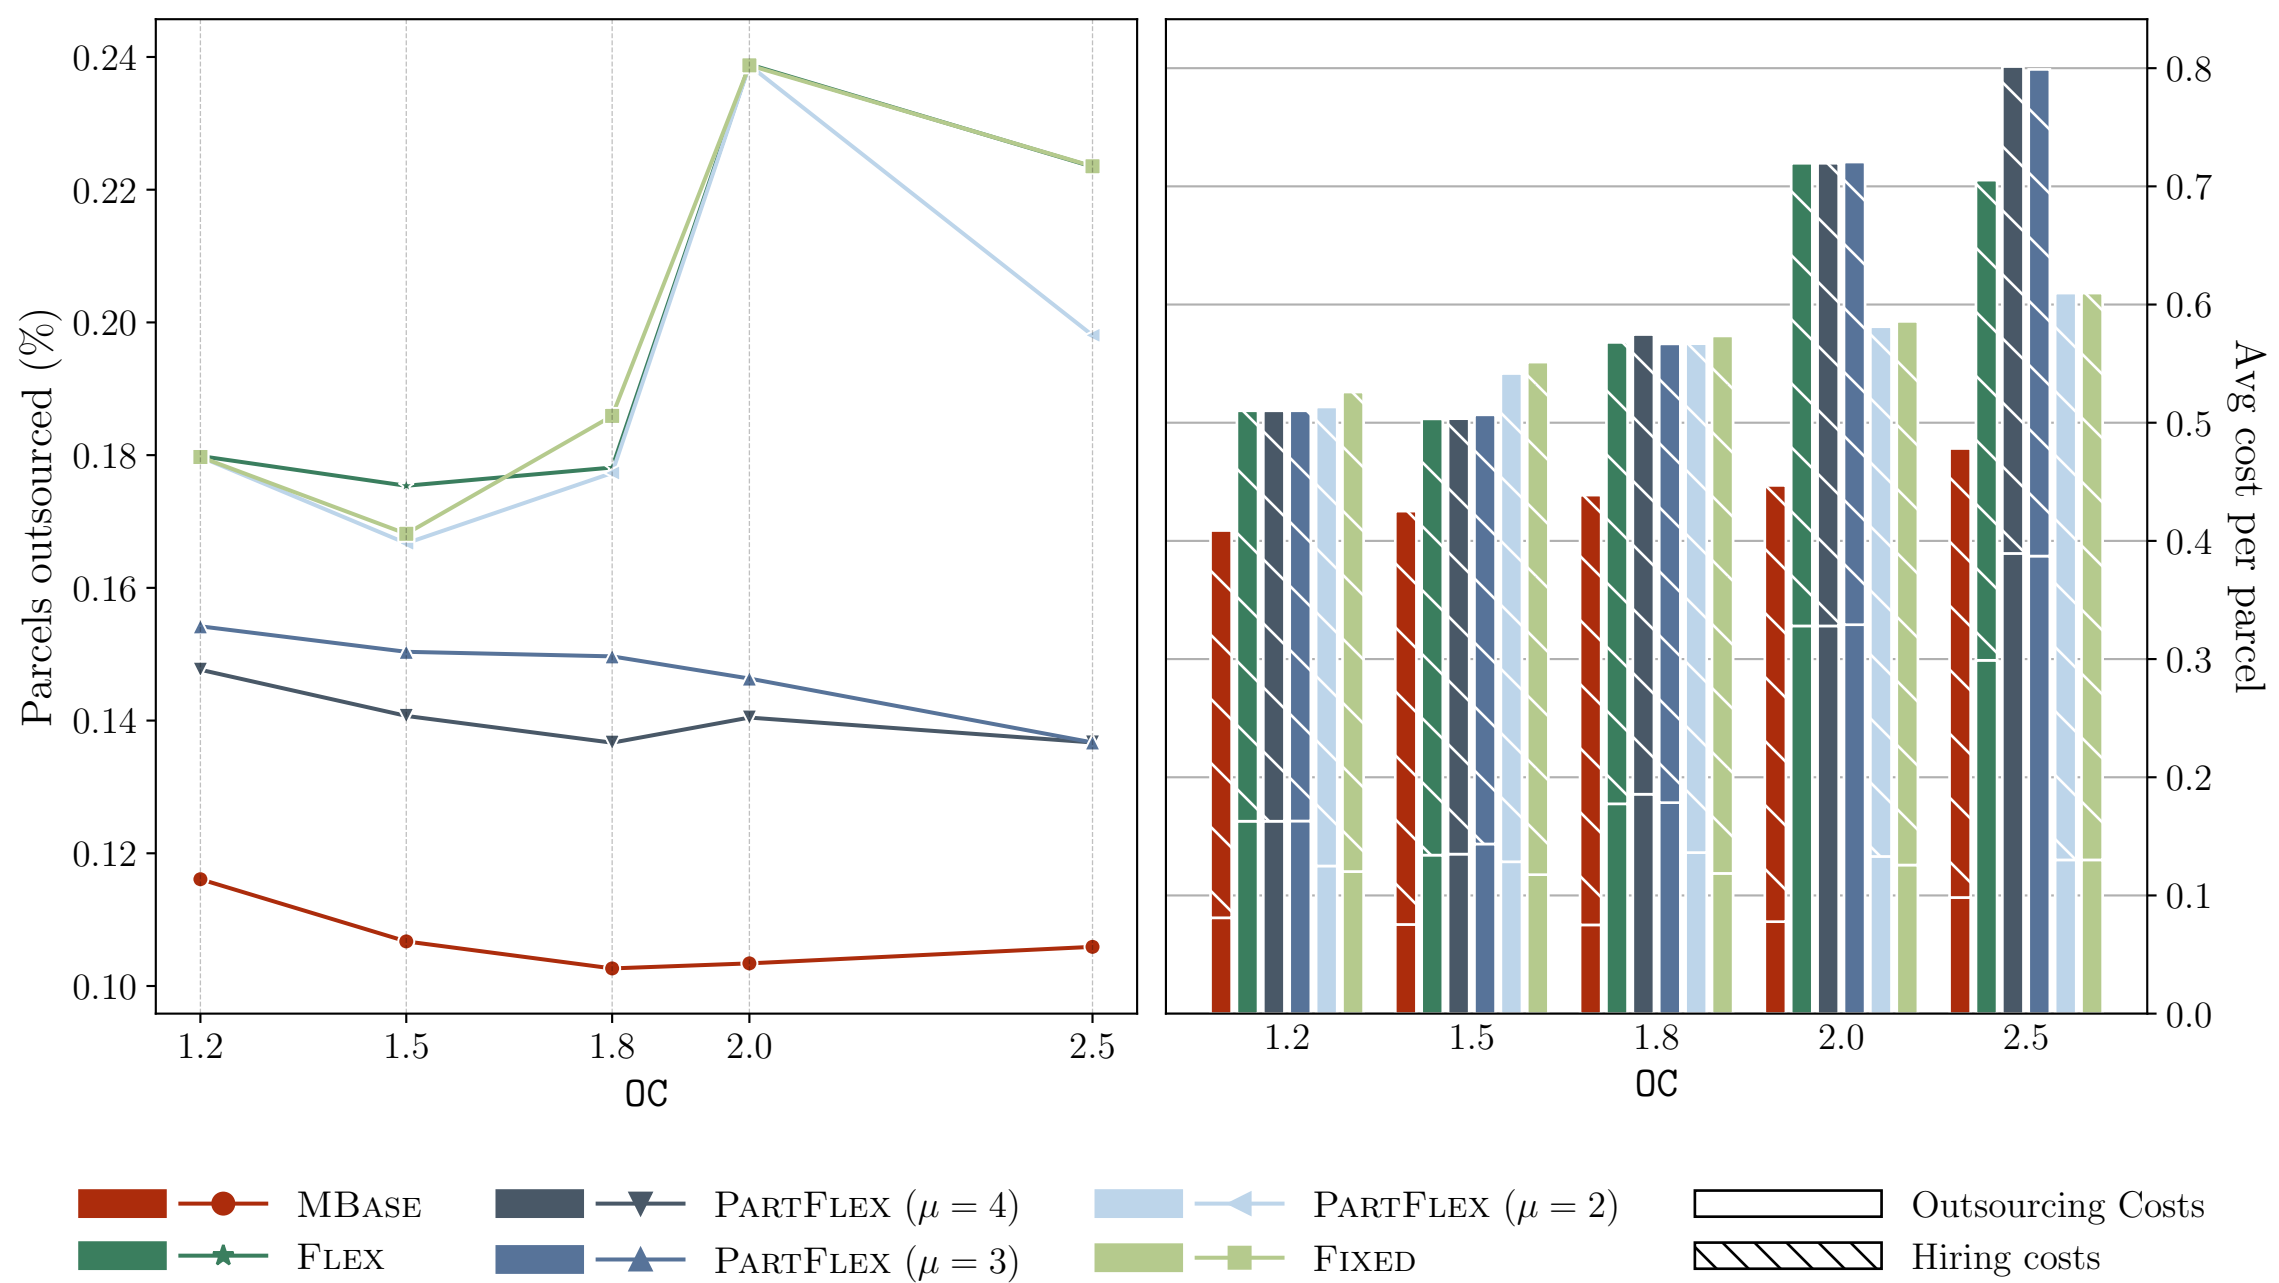 Parcels outsourced (%)
0.24
0.22
0.20
0.18
0.16
0.14
0.12
0.10
1.2 1.5 1.8 2.0 2.5
OC
0.8
0.7
0.6
0.5
0.4
0.3
0.2
0.1
0.0
Avg cost per parcel
1.2 1.5 1.8 2.0 2.5
OC
MBASE PARTFLEX (μ = 4) PARTFLEX (μ = 2) Outsourcing Costs
FLEX PARTFLEX (μ = 3) FIXED Hiring costs